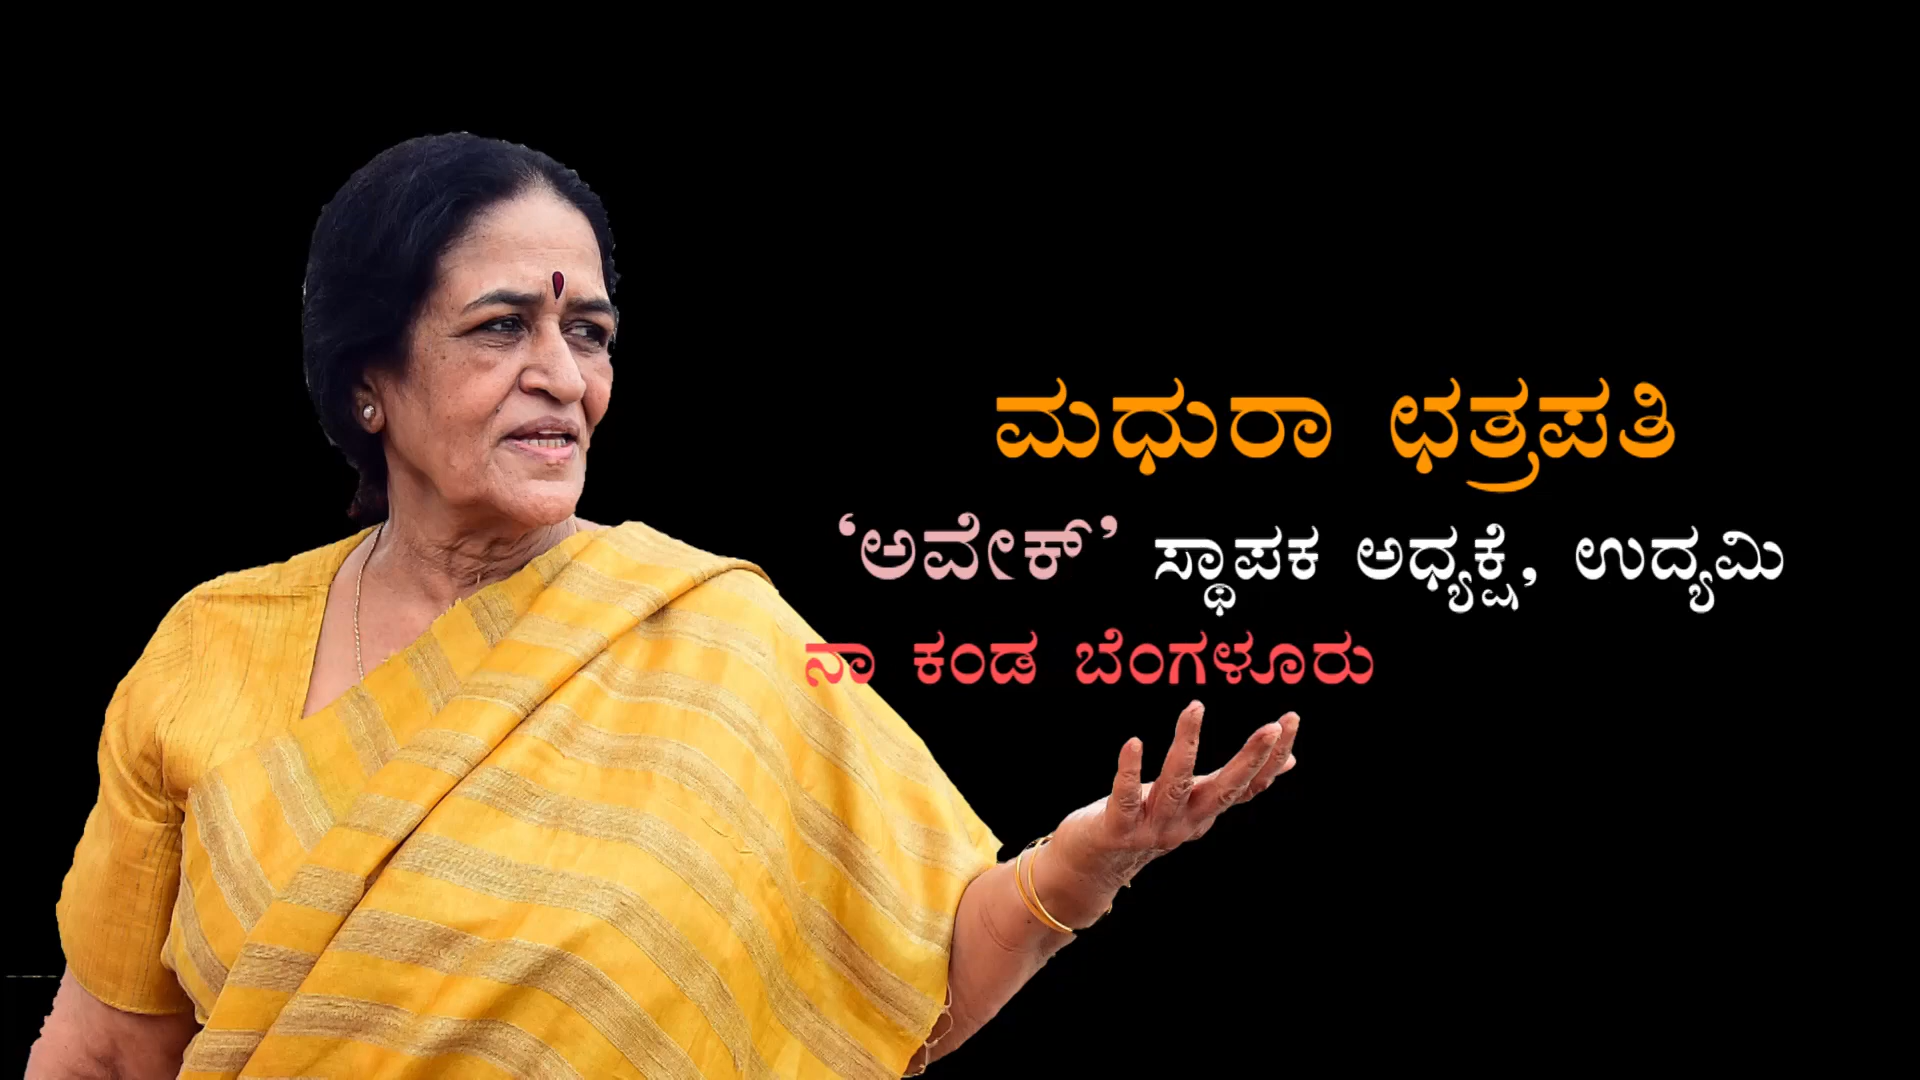 ಮಧುರಾ ಛತ್ರಪತಿ
‘ಅವೇಕ್’ ಸ್ಥಾಪಕ ಅಧ್ಯಕ್ಷೆ, ಉದ್ಯಮಿ
ನಾ ಕಂಡ ಬೆಂಗಳೂರು